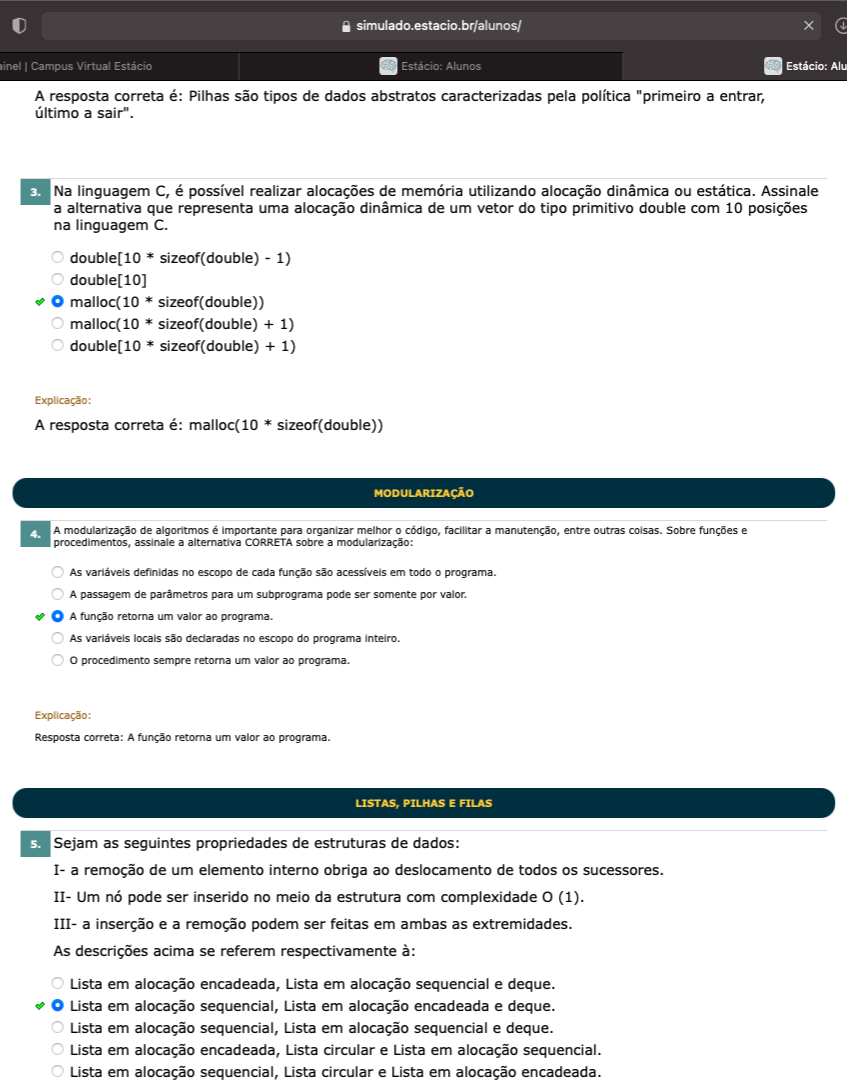 simulado.estacio.br/alunos/
ainel | Campus Virtual Estácio
Estácio: Alunos
Estácio: Alu
A resposta correta é: Pilhas são tipos de dados abstratos caracterizadas pela política "primeiro a entrar,
último a sair".
3. Na linguagem C, é possível realizar alocações de memória utilizando alocação dinâmica ou estática. Assinale
a alternativa que representa uma alocação dinâmica de um vetor do tipo primitivo double com 10 posições
na linguagem C.
double[10 * sizeof(double) - 1)
double[10]
malloc(10 * sizeof(double))
malloc(10 * sizeof(double) + 1)
double[10 * sizeof(double) + 1)
Explicação:
A resposta correta é: malloc(10 * sizeof(double))
MODULARIZAÇÃO
4. A modularização de algoritmos é importante para organizar melhor o código, facilitar a manutenção, entre outras coisas. Sobre funções e
procedimentos, assinale a alternativa CORRETA sobre a modularização:
As variáveis definidas no escopo de cada função são acessíveis em todo o programa.
A passagem de parâmetros para um subprograma pode ser somente por valor.
A função retorna um valor ao programa.
As variáveis locais são declaradas no escopo do programa inteiro.
O procedimento sempre retorna um valor ao programa.
Explicação:
Resposta correta: A função retorna um valor ao programa.
LISTAS, PILHAS E FILAS
5. Sejam as seguintes propriedades de estruturas de dados:
I- a remoção de um elemento interno obriga ao deslocamento de todos os sucessores.
II- Um nó pode ser inserido no meio da estrutura com complexidade O (1).
III- a inserção e a remoção podem ser feitas em ambas as extremidades.
As descrições acima se referem respectivamente à:
Lista em alocação encadeada, Lista em alocação sequencial e deque.
Lista em alocação sequencial, Lista em alocação encadeada e deque.
Lista em alocação sequencial, Lista em alocação sequencial e deque.
Lista em alocação encadeada, Lista circular e Lista em alocação sequencial.
Lista em alocação sequencial, Lista circular e Lista em alocação encadeada.